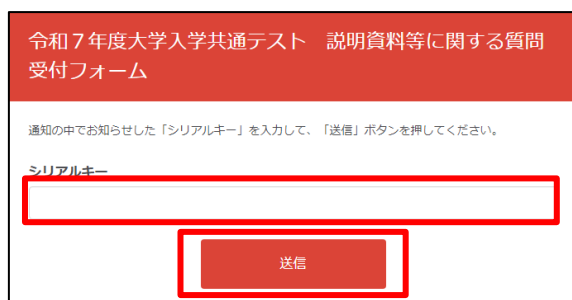 令和７年度大学入学共通テスト　説明資料等に関する質問
受付フォーム
通知の中でお知らせした「シリアルキー」を入力して、「送信」ボタンを押してください。
シリアルキー
送信